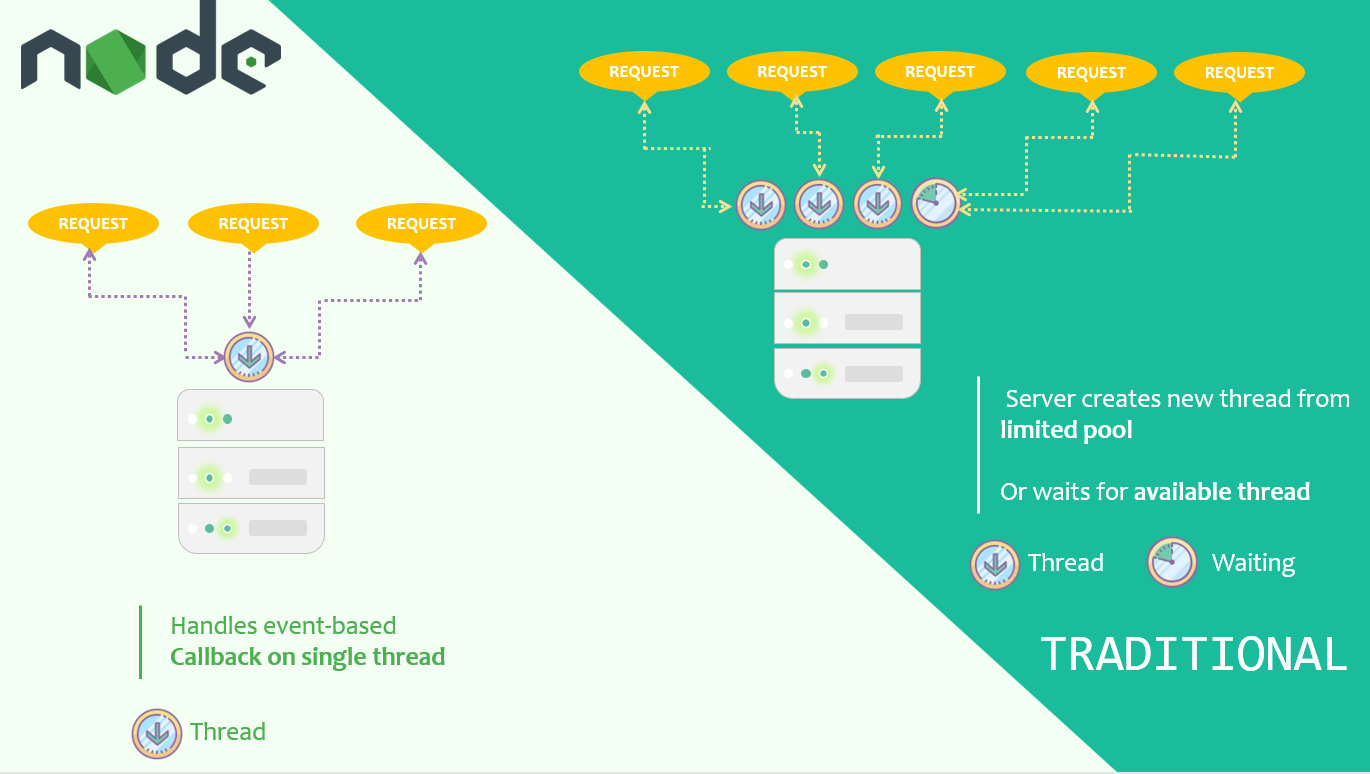 node
REQUEST
REQUEST
REQUEST
Handles event-based
Callback on single thread
Thread
REQUEST
REQUEST
REQUEST
REQUEST
REQUEST
Server creates new thread from
limited pool
Or waits for available thread
Thread
Waiting
TRADITIONAL